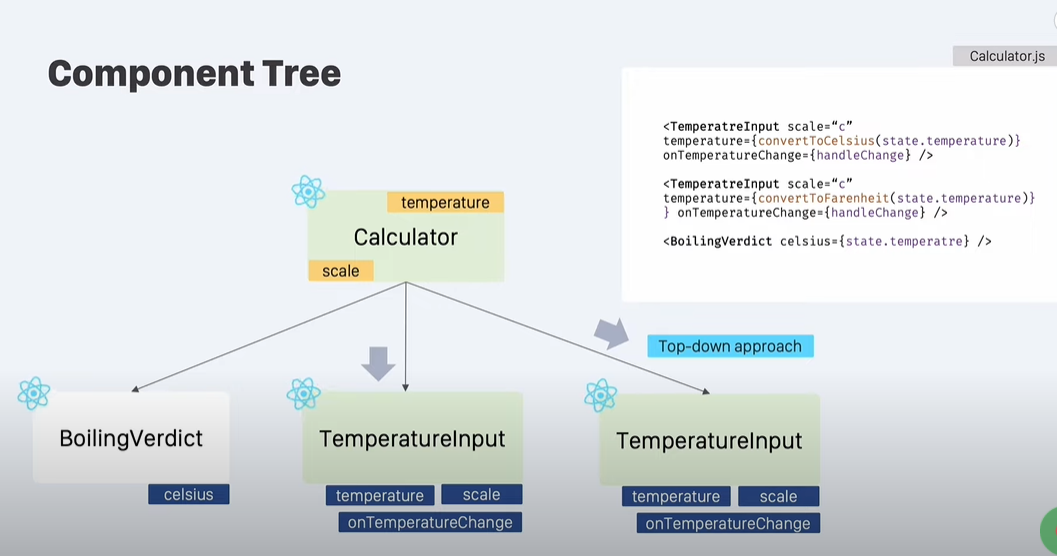 Component Tree
Calculator.js
<TemperatreInput scale=“c”
temperature={convertToCelsius(state.temperature)}
onTemperatureChange={handleChange} />
<TemperatreInput scale=“c”
temperature={convertToFarenheit(state.temperature)}
} onTemperatureChange={handleChange} />
<BoilingVerdict celsius={state.temperatre} />
temperature
Calculator
scale
Top-down approach
BoilingVerdict
celsius
TemperatureInput
temperature
scale
onTemperatureChange
TemperatureInput
temperature
scale
onTemperatureChange